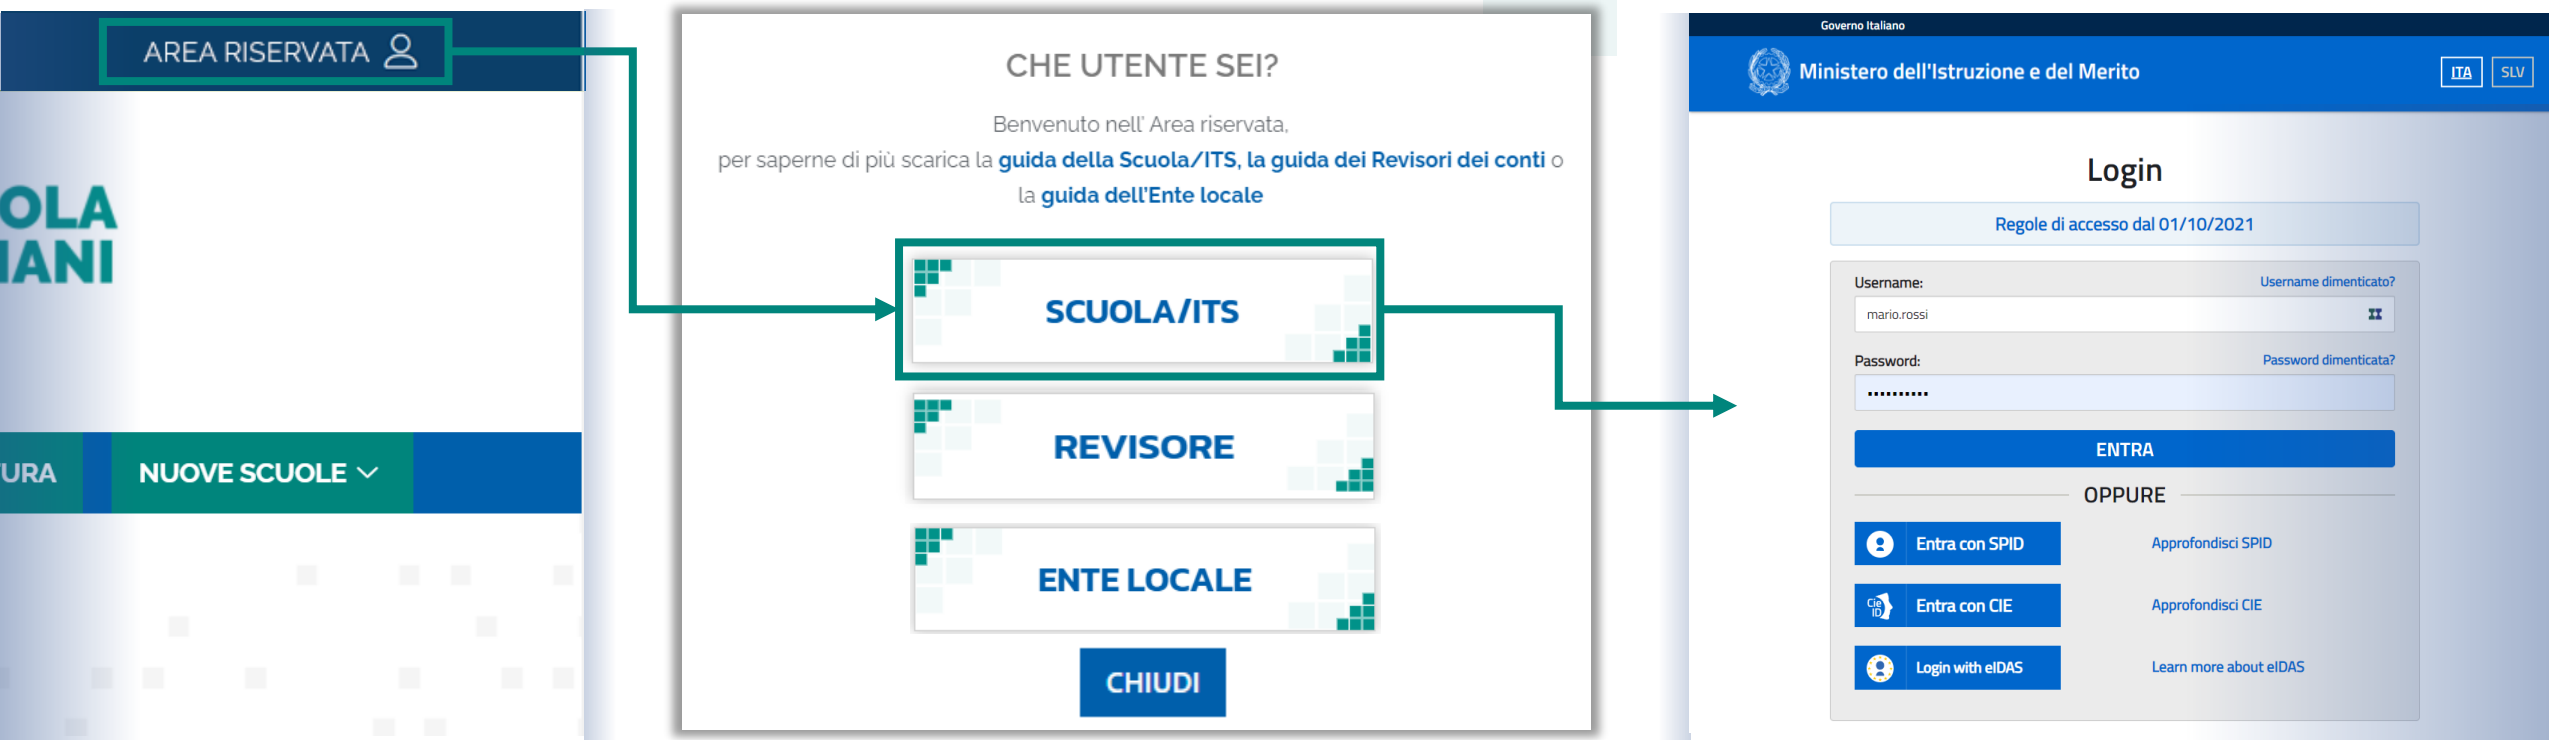 AREA RISERVATA
OLA
IANI
URA
NUOVE SCUOLE
CHE UTENTE SEI?
Benvenuto nell' Area riservata,
per saperne di più scarica la guida della Scuola/ITS, la guida dei Revisori dei conti o
la guida dell'Ente locale
SCUOLA/ITS
REVISORE
ENTE LOCALE
CHIUDI
Governo Italiano
Ministero dell'Istruzione e del Merito
ITA SLV
Login
Regole di accesso dal 01/10/2021
Username: Username dimenticato?
mario.rossi
Password: Password dimenticata?
••••••••••
ENTRA
OPPURE
Entra con SPID Approfondisci SPID
Cie ID Entra con CIE Approfondisci CIE
Login with eIDAS Learn more about eIDAS